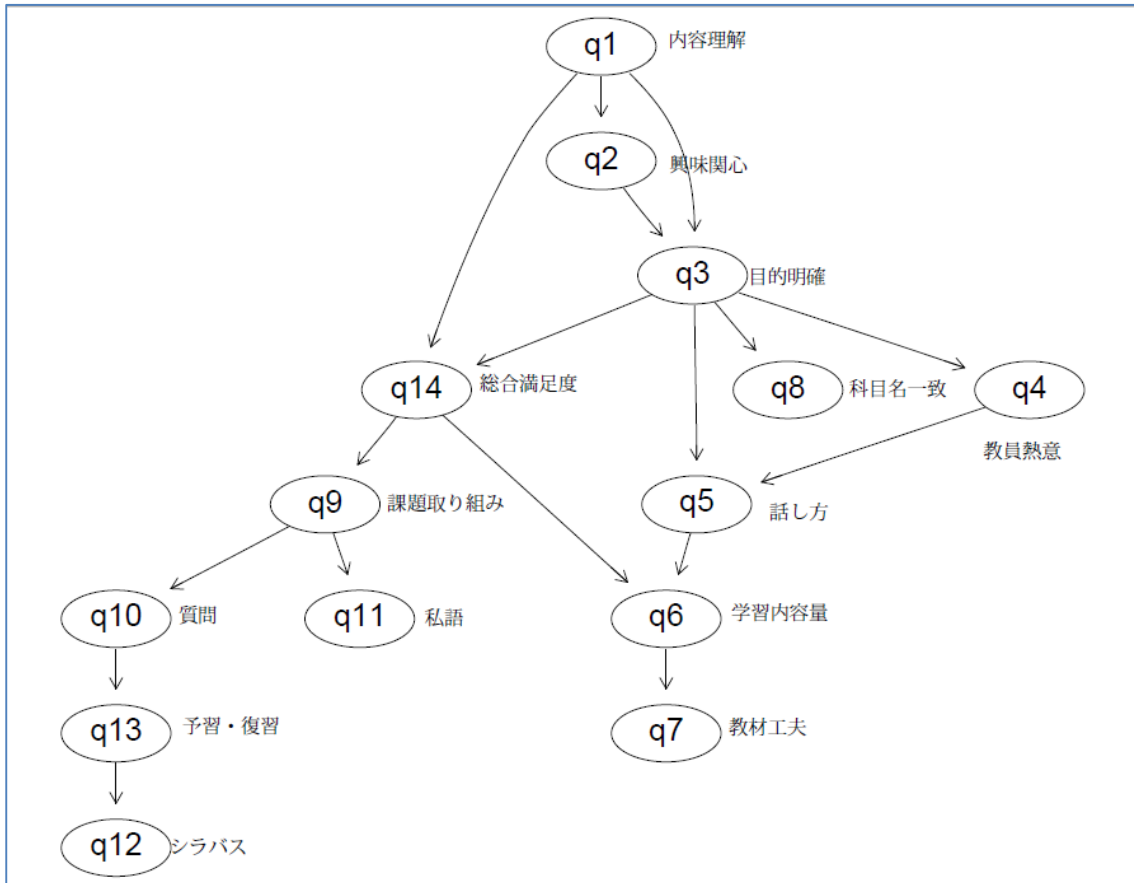 q1 内容理解
q2 興味関心
q3 目的明確
q14 総合満足度
q8 科目名一致
q4
教員熱意
q9 課題取り組み
q5 話し方
q10 質問
q11 私語
q6 学習内容量
q13 予習・復習
q7 教材工夫
q12 シラバス